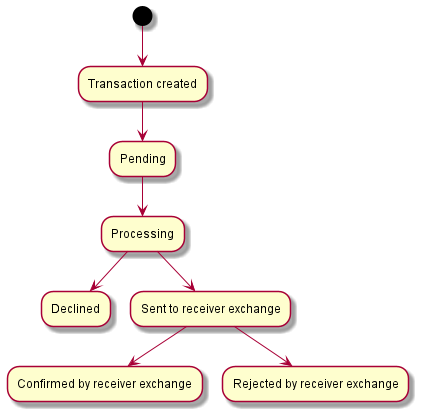 Transaction created
Pending
Processing
Declined
Sent to receiver exchange
Confirmed by receiver exchange
Rejected by receiver exchange